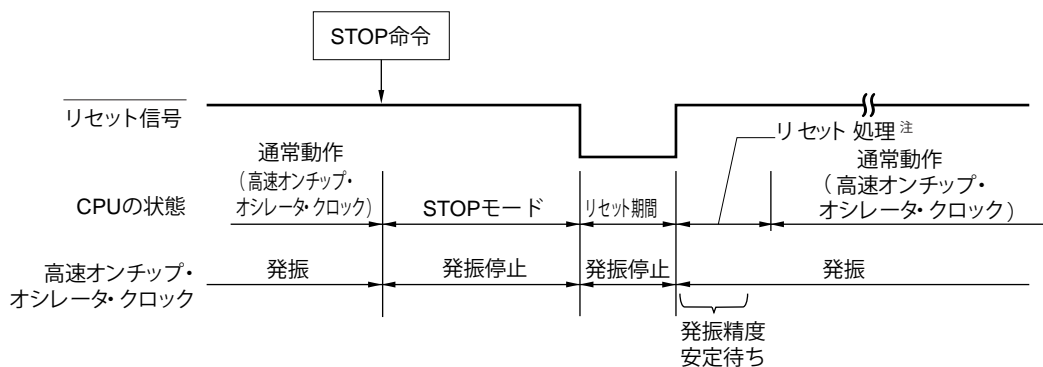 STOP命令
リセット信号
リセット 処理 注
通常動作
(高速オンチップ・
オシレータ・クロック)
通常動作
(高速オンチップ・
オシレータ・クロック)
CPUの状態
STOPモード
リセット期間
高速オンチップ・
オシレータ・クロック
発振
発振停止
発振停止
発振
発振精度
安定待ち